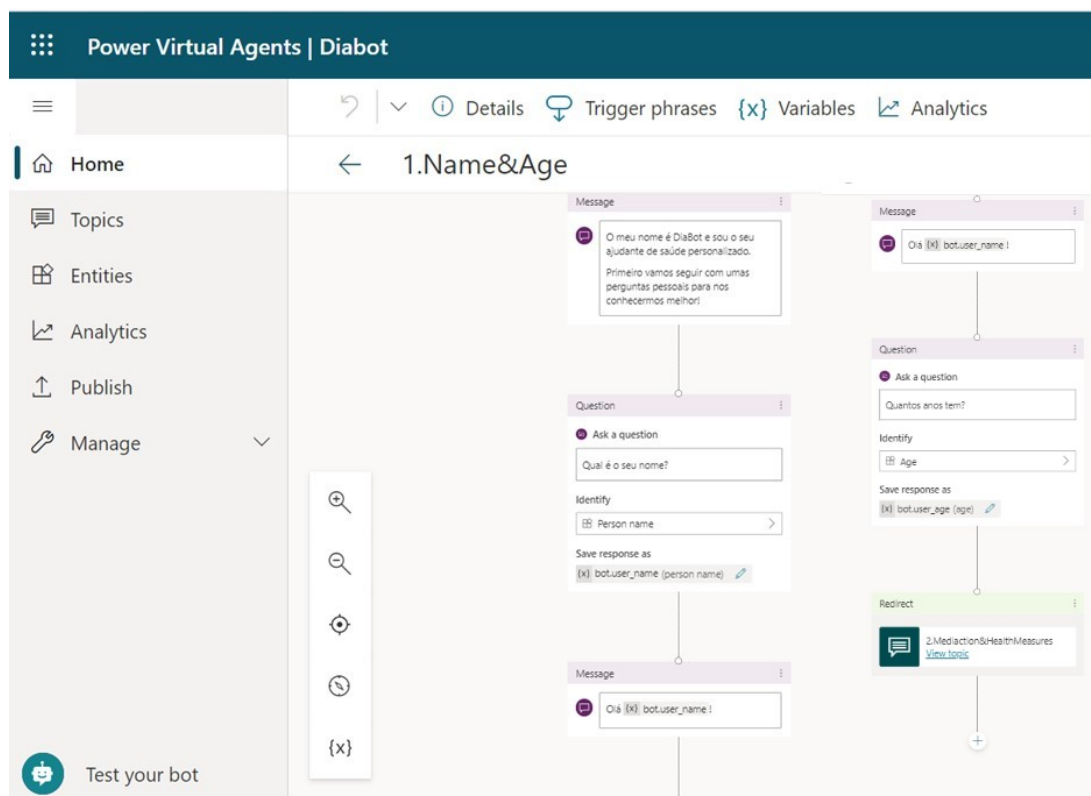 Power Virtual Agents | Diabot
Details
Trigger phrases
{x} Variables
Analytics
Home
Topics
Entities
Analytics
Publish
Manage
Test your bot
1.Name&Age
Message
O meu nome é DiaBot e sou o seu
ajudante de saúde personalizado.
Primeiro vamos seguir com umas
perguntas pessoais para nos
conhecermos melhor!
Question
Ask a question
Qual é o seu nome?
Identify
Person name
Save response as
{x} bot.user_name (person name)
Message
Olá {x} bot.user_name !
Message
Olá {x} bot.user_name !
Question
Ask a question
Quantos anos tem?
Identify
Age
Save response as
{x} bot.user_age (age)
Redirect
2.Mediaction&HealthMeasures
View topic
{x}